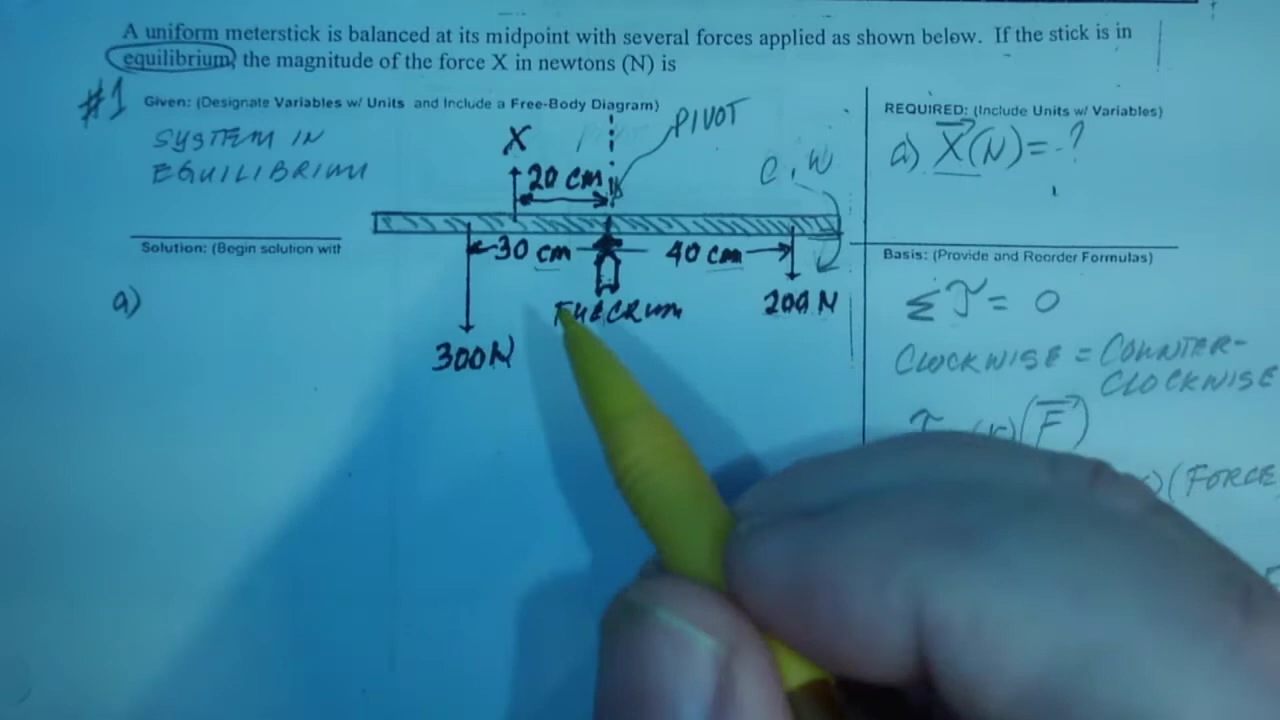 A uniform meterstick is balanced at its midpoint with several forces applied as shown below. If the stick is in
equilibrium, the magnitude of the force X in newtons (N) is
#1
Given: (Designate Variables w/ Units and Include a Free-Body Diagram)
SYSTEM IN
EQUILIBRIUM
X
PIVOT
20 cm
C.W
30 cm
40 cm
FULCRUM
200 N
300N
REQUIRED: (Include Units w/ Variables)
a) X(N) = ?
Solution: (Begin solution with
a)
Basis: (Provide and Reorder Formulas)
Στ = 0
CLOCKWISE = COUNTER-
CLOCKWISE
(r)(F)
)(FORCE